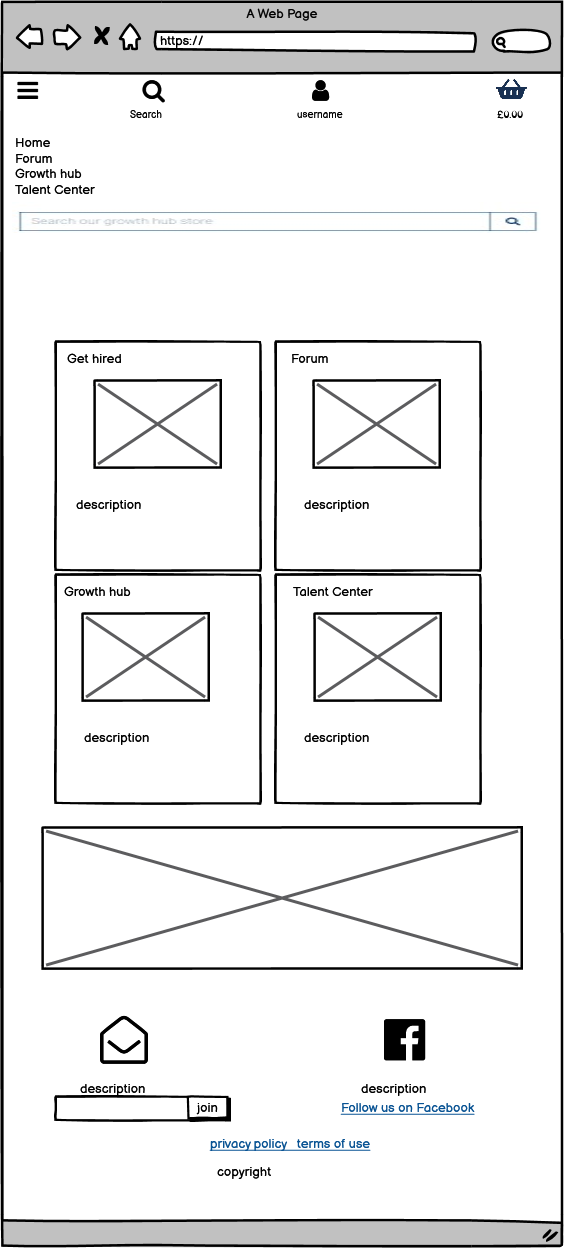 A Web Page
https://
Search
username
£0.00
Home
Forum
Growth hub
Talent Center
Search our growth hub store
Get hired
Forum
description
description
Growth hub
Talent Center
description
description
description
description
join
Follow us on Facebook
privacy policy terms of use
copyright